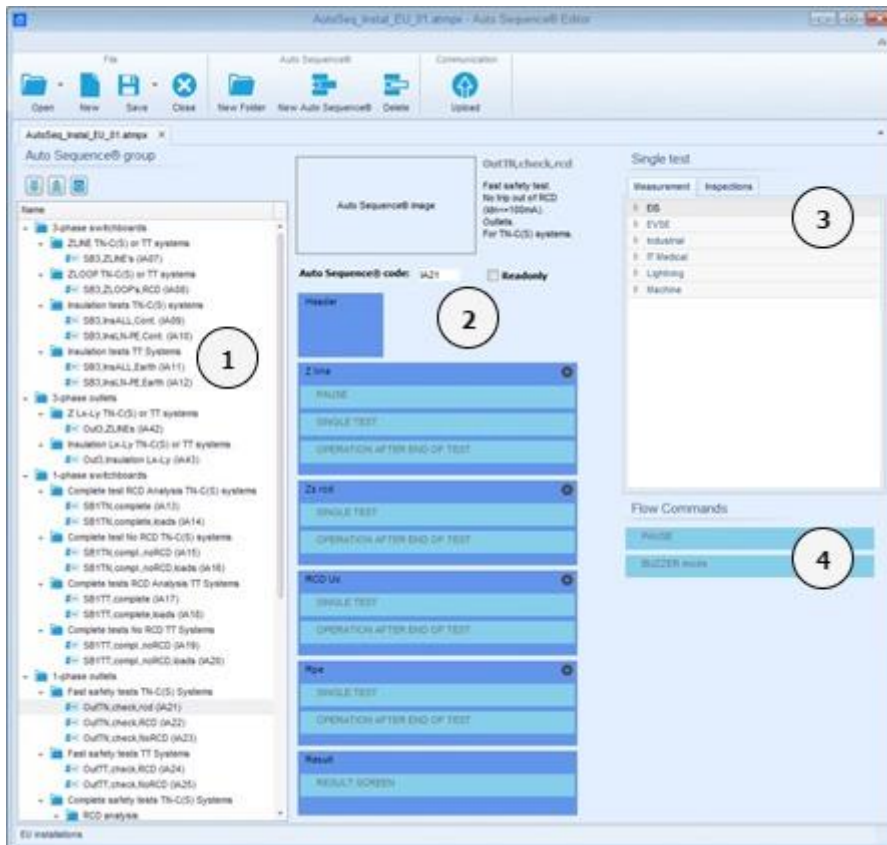 AutoSeq_Instal_EU_01.atmpx - Auto Sequence® Editor
File
Auto Sequence®
Communication
Open
New
Save
Close
New Folder
New Auto Sequence®
Delete
Upload
AutoSeq_Instal_EU_01.atmpx
Auto Sequence® group
Name
3-phase switchboards
ZLINE TN-C(S) or TT systems
SB3,ZLINE's (IA07)
ZLOOP TN-C(S) or TT systems
SB3,ZLOOP's,RCD (IA08)
Insulation tests TN-C(S) systems
SB3,InsALL,Cont. (IA09)
SB3,InsLN-PE,Cont. (IA10)
Insulation tests TT Systems
SB3,InsALL,Earth (IA11)
SB3,InsLN-PE,Earth (IA12)
3-phase outlets
Z Lx-Ly TN-C(S) or TT systems
Out3,ZLINEs (IA42)
Insulation Lx-Ly TN-C(S) or TT systems
Out3,Insulation Lx-Ly (IA43)
1-phase switchboards
Complete test RCD Analysis TN-C(S) systems
SB1TN,complete (IA13)
SB1TN,complete,loads (IA14)
Complete test No RCD TN-C(S) systems
SB1TN,compl.,noRCD (IA15)
SB1TN,compl.,noRCD,loads (IA16)
Complete tests RCD Analysis TT Systems
SB1TT,complete (IA17)
SB1TT,complete,loads (IA18)
Complete tests No RCD TT Systems
SB1TT,compl.,noRCD (IA19)
SB1TT,compl.,noRCD,loads (IA20)
1-phase outlets
Fast safety tests TN-C(S) Systems
OutTN,check,rcd (IA21)
OutTN,check,RCD (IA22)
OutTN,check,NoRCD (IA23)
Fast safety tests TT Systems
OutTT,check,RCD (IA24)
OutTT,check,NoRCD (IA25)
Complete safety tests TN-C(S) Systems
RCD analysis
EU installations
1
Auto Sequence® image
OutTN,check,rcd
Fast safety test.
No trip out of RCD
(Idn>=100mA).
Outlets.
For TN-C(S) systems.
Auto Sequence® code: IA21
Readonly
Header
2
Z line
PAUSE
SINGLE TEST
OPERATION AFTER END OF TEST
Zs rcd
SINGLE TEST
OPERATION AFTER END OF TEST
RCD Uc
SINGLE TEST
OPERATION AFTER END OF TEST
Rpe
SINGLE TEST
OPERATION AFTER END OF TEST
Result
RESULT SCREEN
Single test
Measurement
Inspections
EIS
EVSE
Industrial
IT Medical
Lightning
Machine
3
Flow Commands
PAUSE
BUZZER mode
4